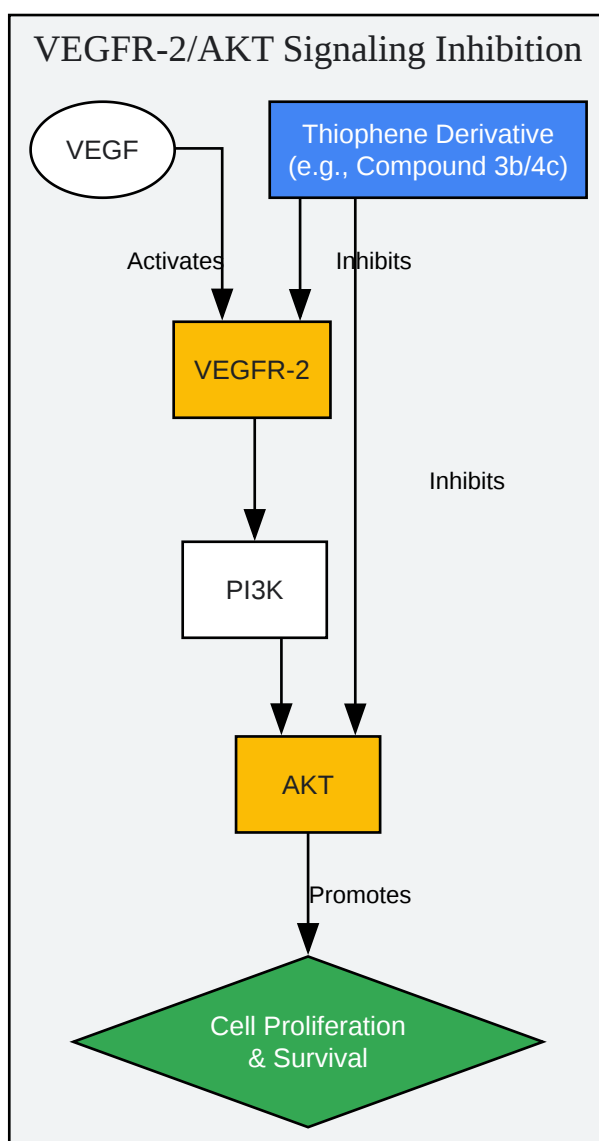 VEGFR-2/AKT Signaling Inhibition
VEGF
Thiophene Derivative
(e.g., Compound 3b/4c)
Activates
Inhibits
VEGFR-2
Inhibits
PI3K
AKT
Promotes
Cell Proliferation
& Survival